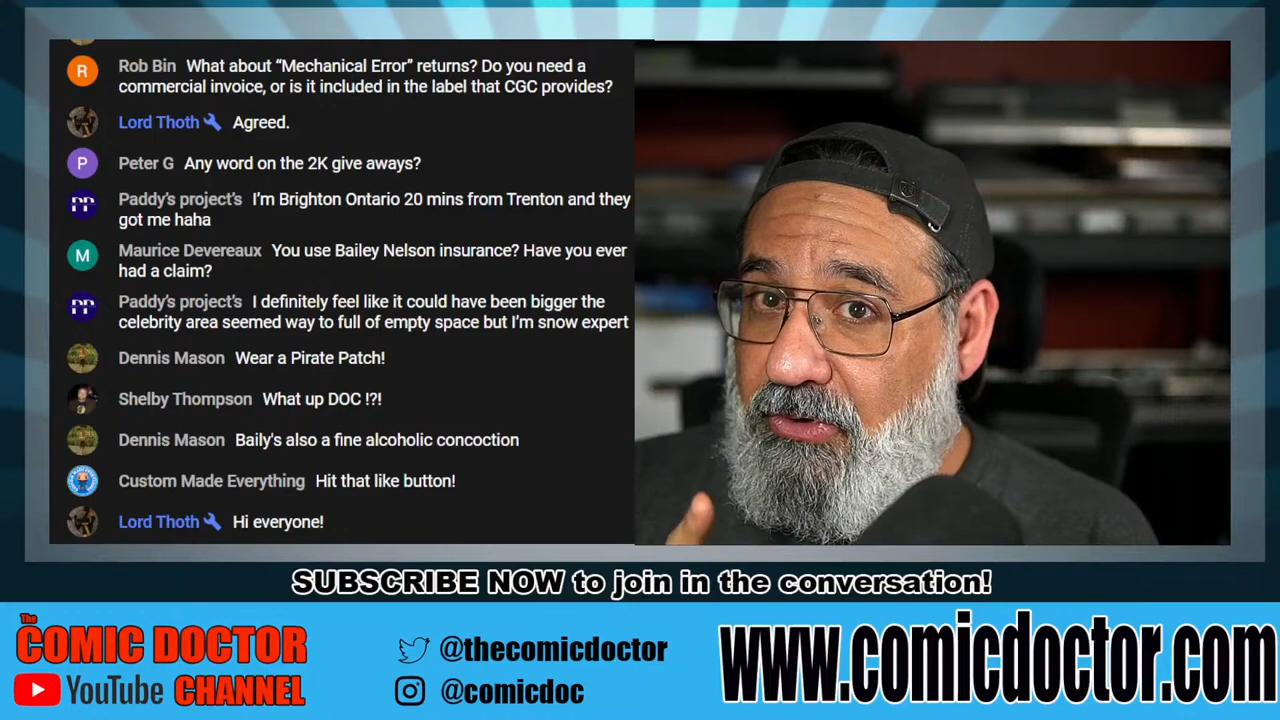 Rob Bin What about “Mechanical Error” returns? Do you need a
commercial invoice, or is it included in the label that CGC provides?
Lord Thoth Agreed.
P
Peter G Any word on the 2K give aways?
Paddy’s project’s I’m Brighton Ontario 20 mins from Trenton and they
got me haha
Maurice Devereaux You use Bailey Nelson insurance? Have you ever
had a claim?
Paddy’s project’s I definitely feel like it could have been bigger the
celebrity area seemed way to full of empty space but I’m snow expert
Dennis Mason Wear a Pirate Patch!
Shelby Thompson What up DOC !?!
Dennis Mason Baily's also a fine alcoholic concoction
Custom Made Everything Hit that like button!
Lord Thoth Hi everyone!
R
M
PP
PP
SUBSCRIBE NOW to join in the conversation!
The
COMIC DOCTOR
YouTube CHANNEL
@thecomicdoctor
@comicdoc
www.comicdoctor.com